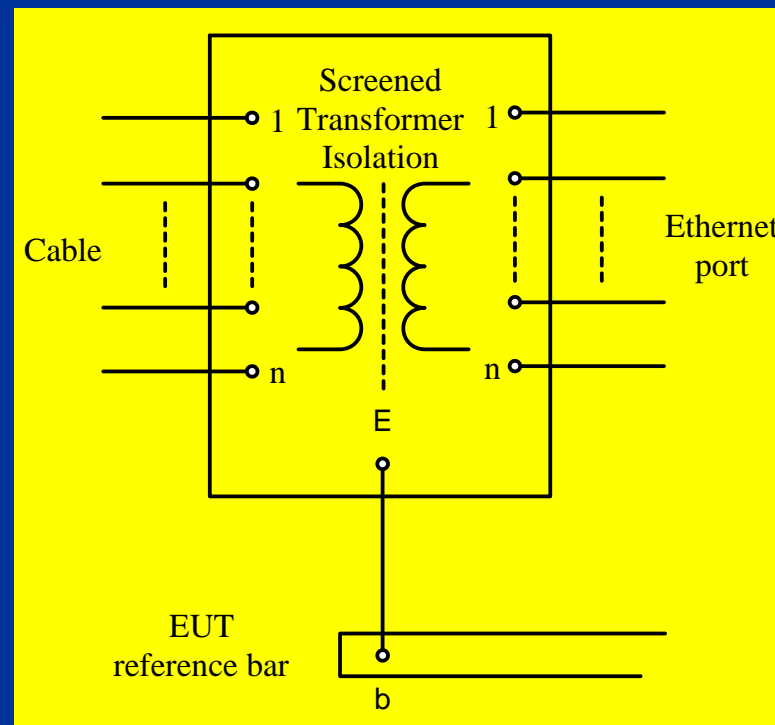 Screened
Transformer
Isolation
1
1
Cable
Ethernet
port
n
n
E
EUT
reference bar
b